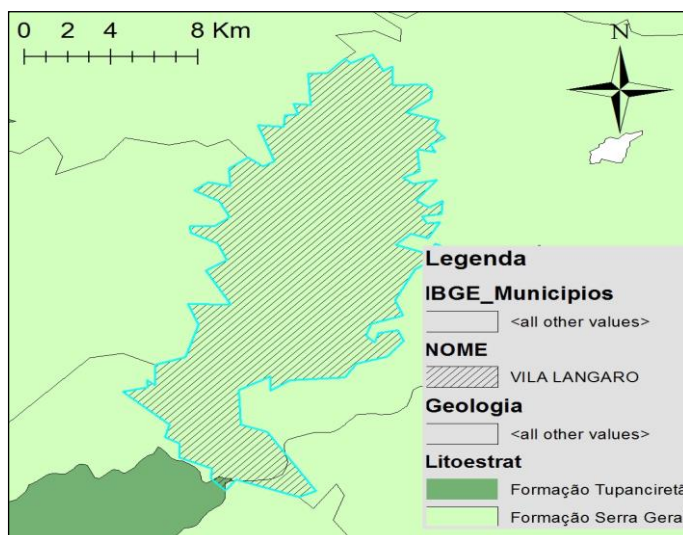 0 2 4 8 Km
N
Legenda
IBGE_Municipios
<all other values>
NOME
VILA LANGARO
Geologia
<all other values>
Litoestrat
Formação Tupanciretã
Formação Serra Gera